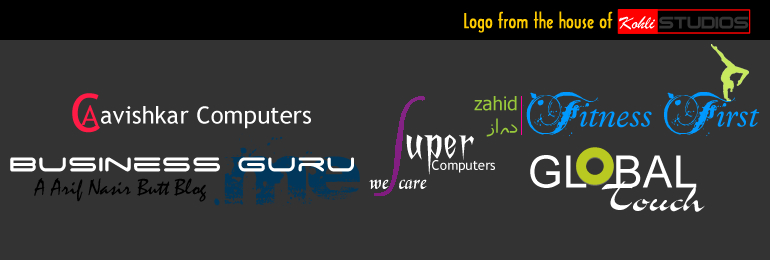 Logo from the house of Kohli STUDIOS
CAavishkar Computers
BUSINESS GURU
.me
A Arif Nasir Butt Blog
Super
Computers
we care
zahid
Fitness First
GLOBAL
touch